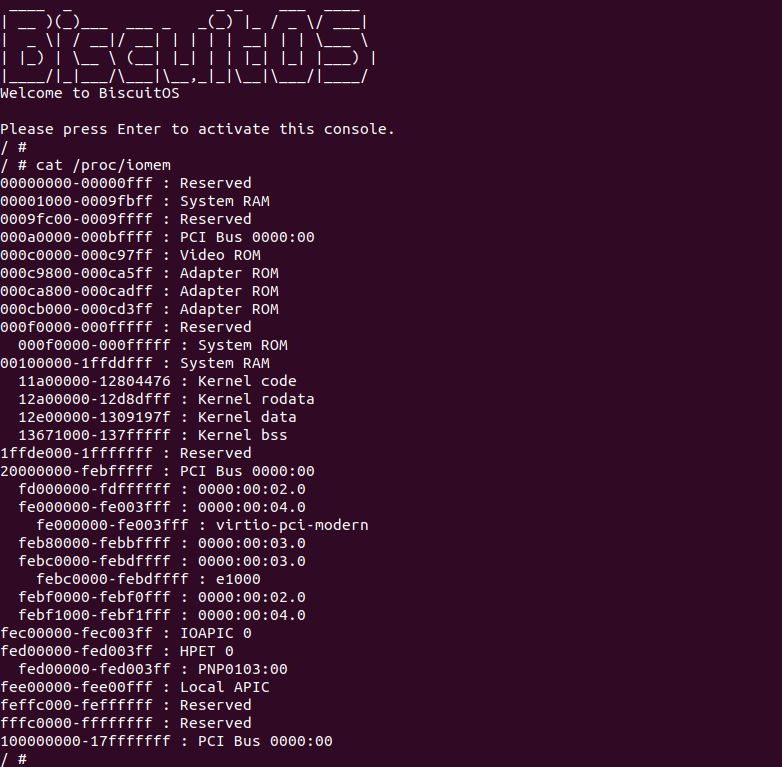 ____  _                _ _    ___  ____
| __ )(_)___  ___ _   _(_) |_ / _ \/ ___|
|  _ \| / __|/ __| | | | | __| | | \___ \
| |_) | \__ \ (__| |_| | | |_| |_| |___) |
|____/|_|___/\___|\__,_|_|\__|\___/|____/
Welcome to BiscuitOS
Please press Enter to activate this console.
/ #
/ # cat /proc/iomem
00000000-00000fff : Reserved
00001000-0009fbff : System RAM
0009fc00-0009ffff : Reserved
000a0000-000bffff : PCI Bus 0000:00
000c0000-000c97ff : Video ROM
000c9800-000ca5ff : Adapter ROM
000ca800-000cadff : Adapter ROM
000cb000-000cd3ff : Adapter ROM
000f0000-000fffff : Reserved
  000f0000-000fffff : System ROM
00100000-1ffddfff : System RAM
  11a00000-12804476 : Kernel code
  12a00000-12d8dfff : Kernel rodata
  12e00000-1309197f : Kernel data
  13671000-137fffff : Kernel bss
1ffde000-1fffffff : Reserved
20000000-febfffff : PCI Bus 0000:00
  fd000000-fdffffff : 0000:00:02.0
  fe000000-fe003fff : 0000:00:04.0
    fe000000-fe003fff : virtio-pci-modern
  feb80000-febbffff : 0000:00:03.0
  febc0000-febdffff : 0000:00:03.0
    febc0000-febdffff : e1000
  febf0000-febf0fff : 0000:00:02.0
  febf1000-febf1fff : 0000:00:04.0
fec00000-fec003ff : IOAPIC 0
fed00000-fed003ff : HPET 0
  fed00000-fed003ff : PNP0103:00
fee00000-fee00fff : Local APIC
feffc000-feffffff : Reserved
fffc0000-ffffffff : Reserved
100000000-17fffffff : PCI Bus 0000:00
/ #